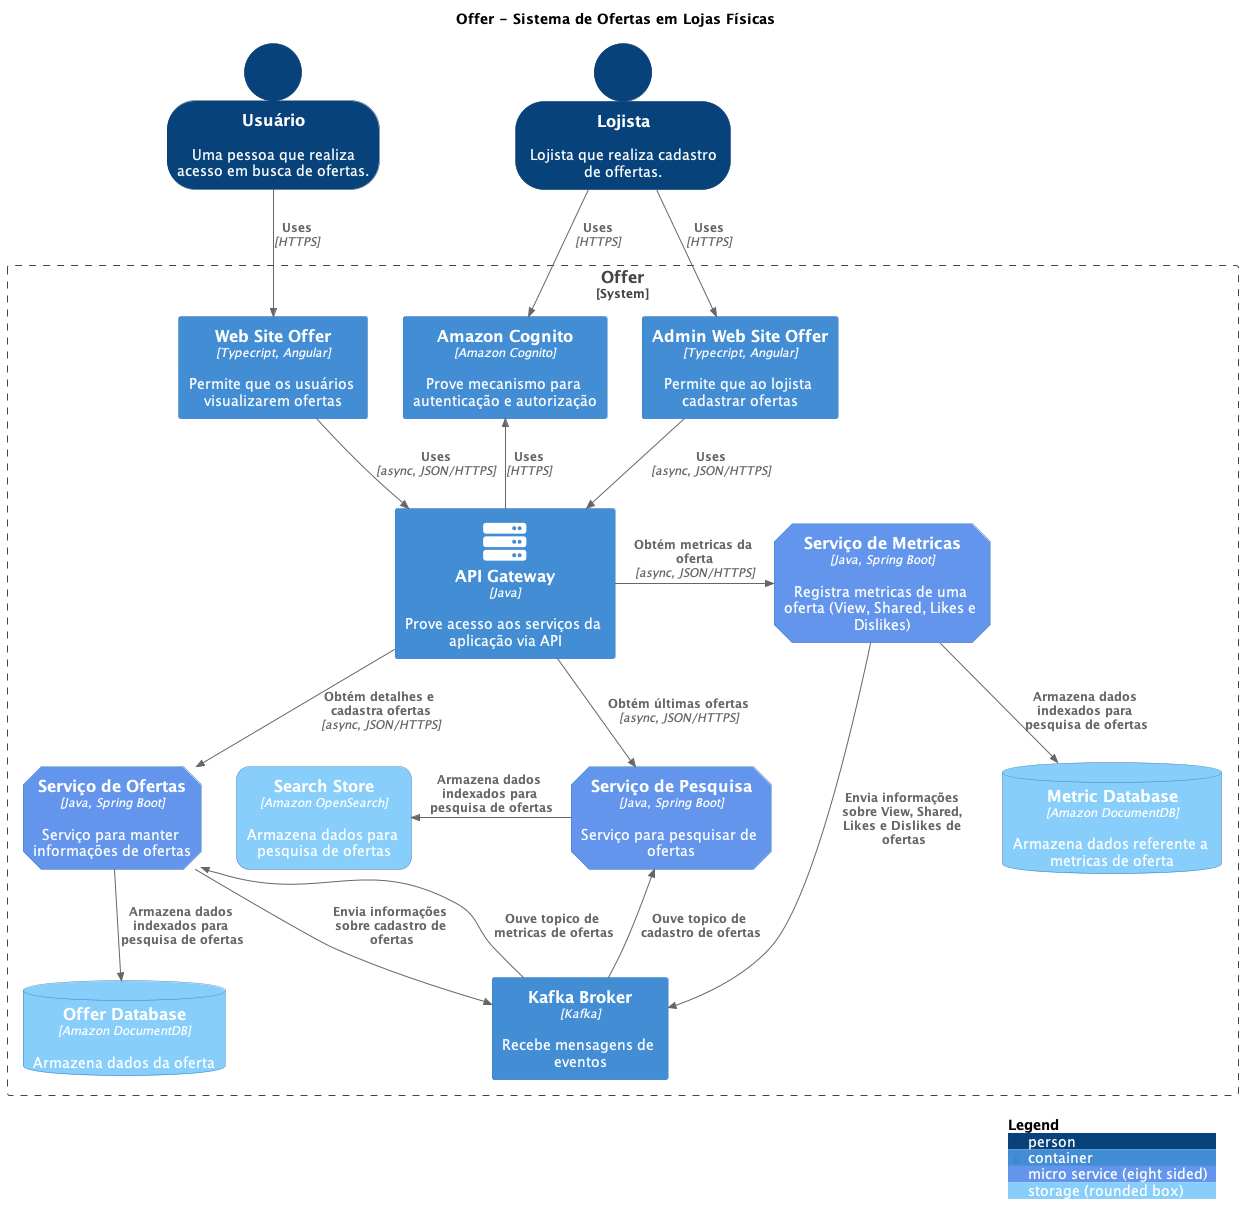 Offer – Sistema de Ofertas em Lojas Físicas
Usuário
Uma pessoa que realiza
acesso em busca de ofertas.
Lojista
Lojista que realiza cadastro
de offertas.
Uses
[HTTPS]
Uses
[HTTPS]
Uses
[HTTPS]
Offer
[System]
Web Site Offer
[Typecript, Angular]
Permite que os usuários
visualizarem ofertas
Amazon Cognito
[Amazon Cognito]
Prove mecanismo para
autenticação e autorização
Admin Web Site Offer
[Typecript, Angular]
Permite que ao lojista
cadastrar ofertas
Uses
[async, JSON/HTTPS]
Uses
[HTTPS]
Uses
[async, JSON/HTTPS]
API Gateway
[Java]
Prove acesso aos serviços da
aplicação via API
Obtém metricas da
oferta
[async, JSON/HTTPS]
Serviço de Metricas
[Java, Spring Boot]
Registra metricas de uma
oferta (View, Shared, Likes e
Dislikes)
Obtém detalhes e
cadastra ofertas
[async, JSON/HTTPS]
Obtém últimas ofertas
[async, JSON/HTTPS]
Armazena dados
indexados para
pesquisa de ofertas
Serviço de Ofertas
[Java, Spring Boot]
Serviço para manter
informações de ofertas
Search Store
[Amazon OpenSearch]
Armazena dados para
pesquisa de ofertas
Armazena dados
indexados para
pesquisa de ofertas
Serviço de Pesquisa
[Java, Spring Boot]
Serviço para pesquisar de
ofertas
Envia informações
sobre View, Shared,
Likes e Dislikes de
ofertas
Metric Database
[Amazon DocumentDB]
Armazena dados referente a
metricas de oferta
Armazena dados
indexados para
pesquisa de ofertas
Envia informações
sobre cadastro de
ofertas
Ouve topico de
metricas de ofertas
Ouve topico de
cadastro de ofertas
Offer Database
[Amazon DocumentDB]
Armazena dados da oferta
Kafka Broker
[Kafka]
Recebe mensagens de
eventos
Legend
person
container
micro service (eight sided)
storage (rounded box)